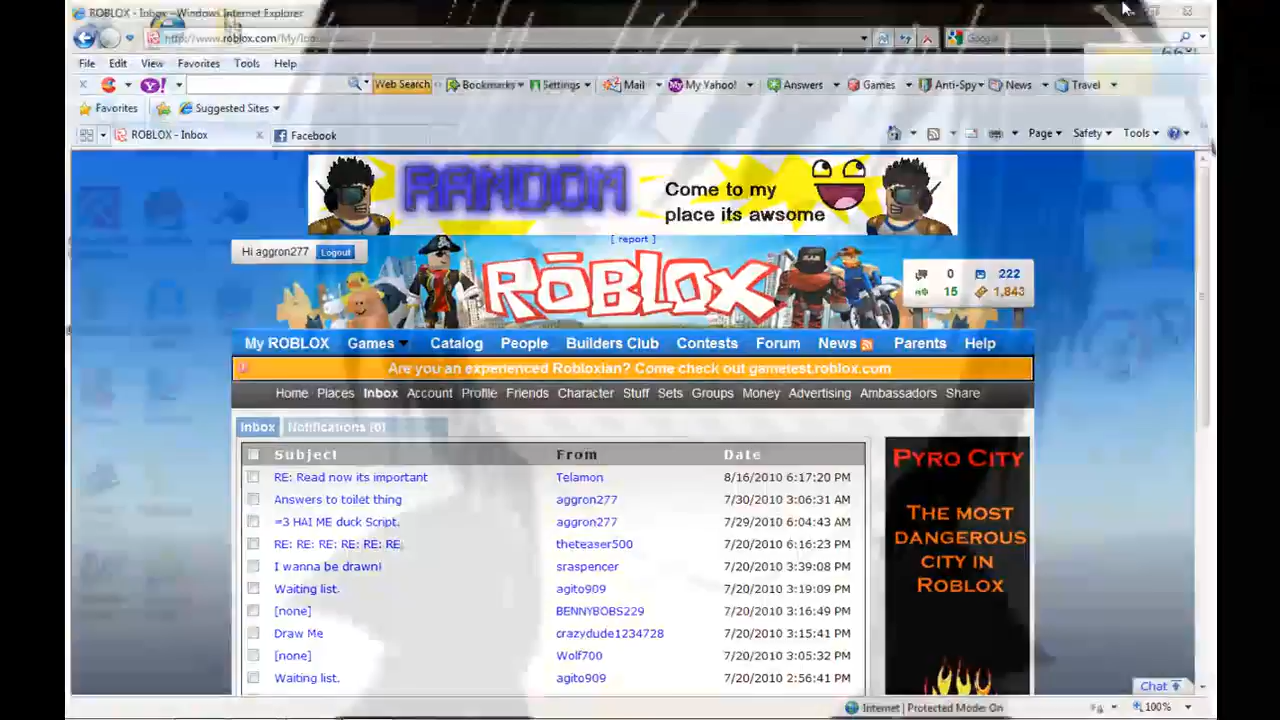 ROBLOX - Inbox - Windows Internet Explorer
http://www.roblox.com/My/Inbox
Google
66°
File Edit View Favorites Tools Help
Web Search Bookmarks Settings Mail My Yahoo! Answers Games Anti-Spy News Travel
Favorites Suggested Sites
ROBLOX - Inbox Facebook
Page Safety Tools
RANDOM
Come to my
place its awsome
[ report ]
Hi aggron277 Logout
ROBLOX
0 222
15 1,843
My ROBLOX Games Catalog People Builders Club Contests Forum News Parents Help
Are you an experienced Robloxian? Come check out gametest.roblox.com
Home Places Inbox Account Profile Friends Character Stuff Sets Groups Money Advertising Ambassadors Share
Inbox Notifications (0)
Subject From Date
RE: Read now its important Telamon 8/16/2010 6:17:20 PM
Answers to toilet thing aggron277 7/30/2010 3:06:31 AM
=3 HAI ME duck Script. aggron277 7/29/2010 6:04:43 AM
RE: RE: RE: RE: RE: RE: theteaser500 7/20/2010 6:16:23 PM
I wanna be drawn! sraspencer 7/20/2010 3:39:08 PM
Waiting list. agito909 7/20/2010 3:19:09 PM
[none] BENNYBOBS229 7/20/2010 3:16:49 PM
Draw Me crazydude1234728 7/20/2010 3:15:41 PM
[none] Wolf700 7/20/2010 3:05:32 PM
Waiting list. agito909 7/20/2010 2:56:41 PM
PYRO CITY
THE MOST
DANGEROUS
CITY IN
ROBLOX
Chat
Internet | Protected Mode: On 100%